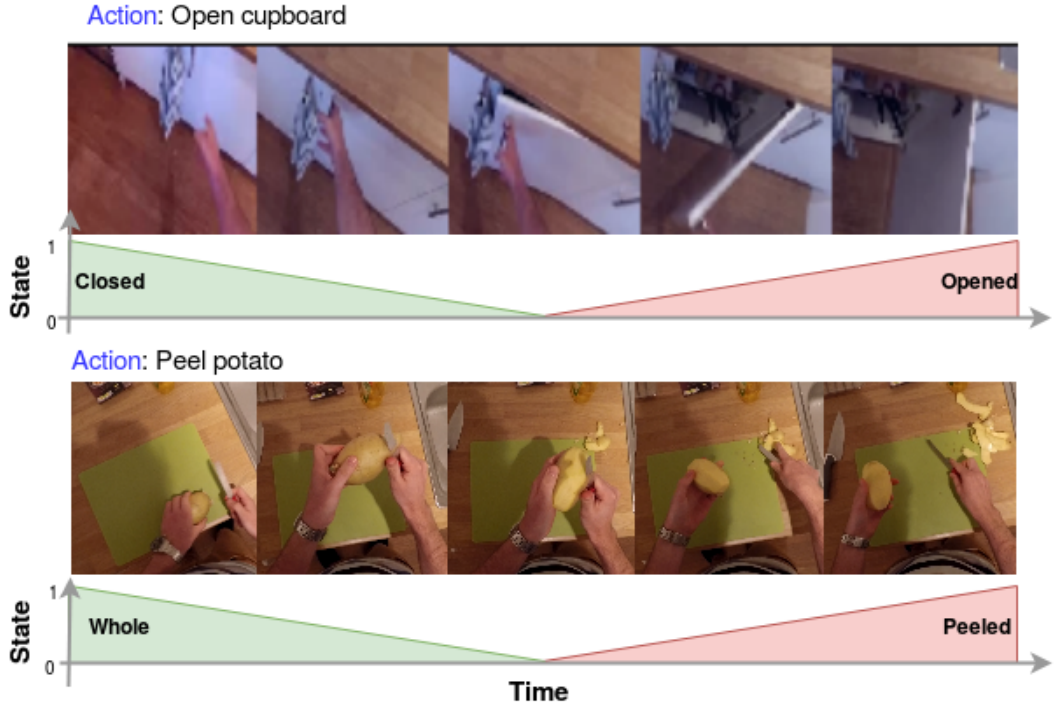 Action: Open cupboard
1
State
Closed
Opened
0
Action: Peel potato
1
State
Whole
Peeled
0
Time